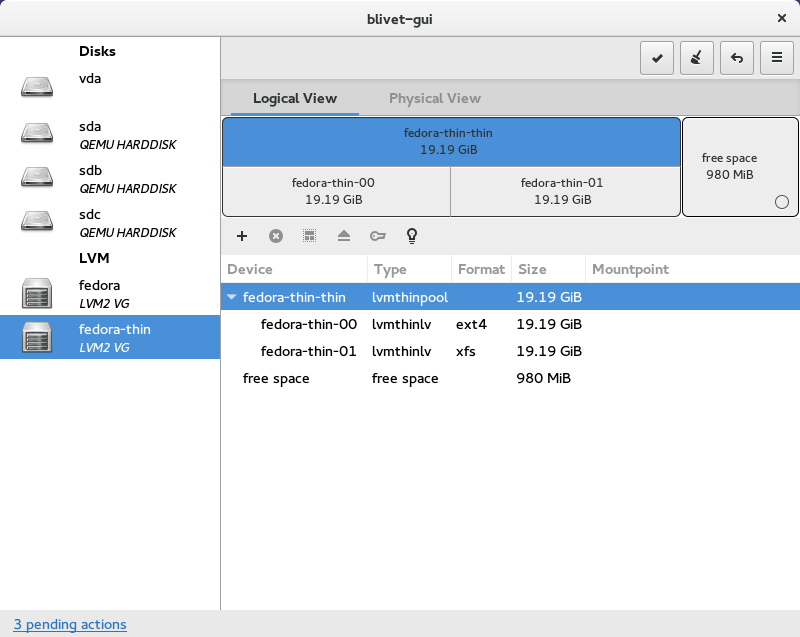 blivet-gui
Disks
vda
sda
QEMU HARDDISK
sdb
QEMU HARDDISK
sdc
QEMU HARDDISK
LVM
fedora
LVM2 VG
fedora-thin
LVM2 VG
Logical View Physical View
fedora-thin-thin
19.19 GiB
fedora-thin-00
19.19 GiB
fedora-thin-01
19.19 GiB
free space
980 MiB
Device Type Format Size Mountpoint
fedora-thin-thin lvmthinpool 19.19 GiB
fedora-thin-00 lvmthinlv ext4 19.19 GiB
fedora-thin-01 lvmthinlv xfs 19.19 GiB
free space free space 980 MiB
3 pending actions